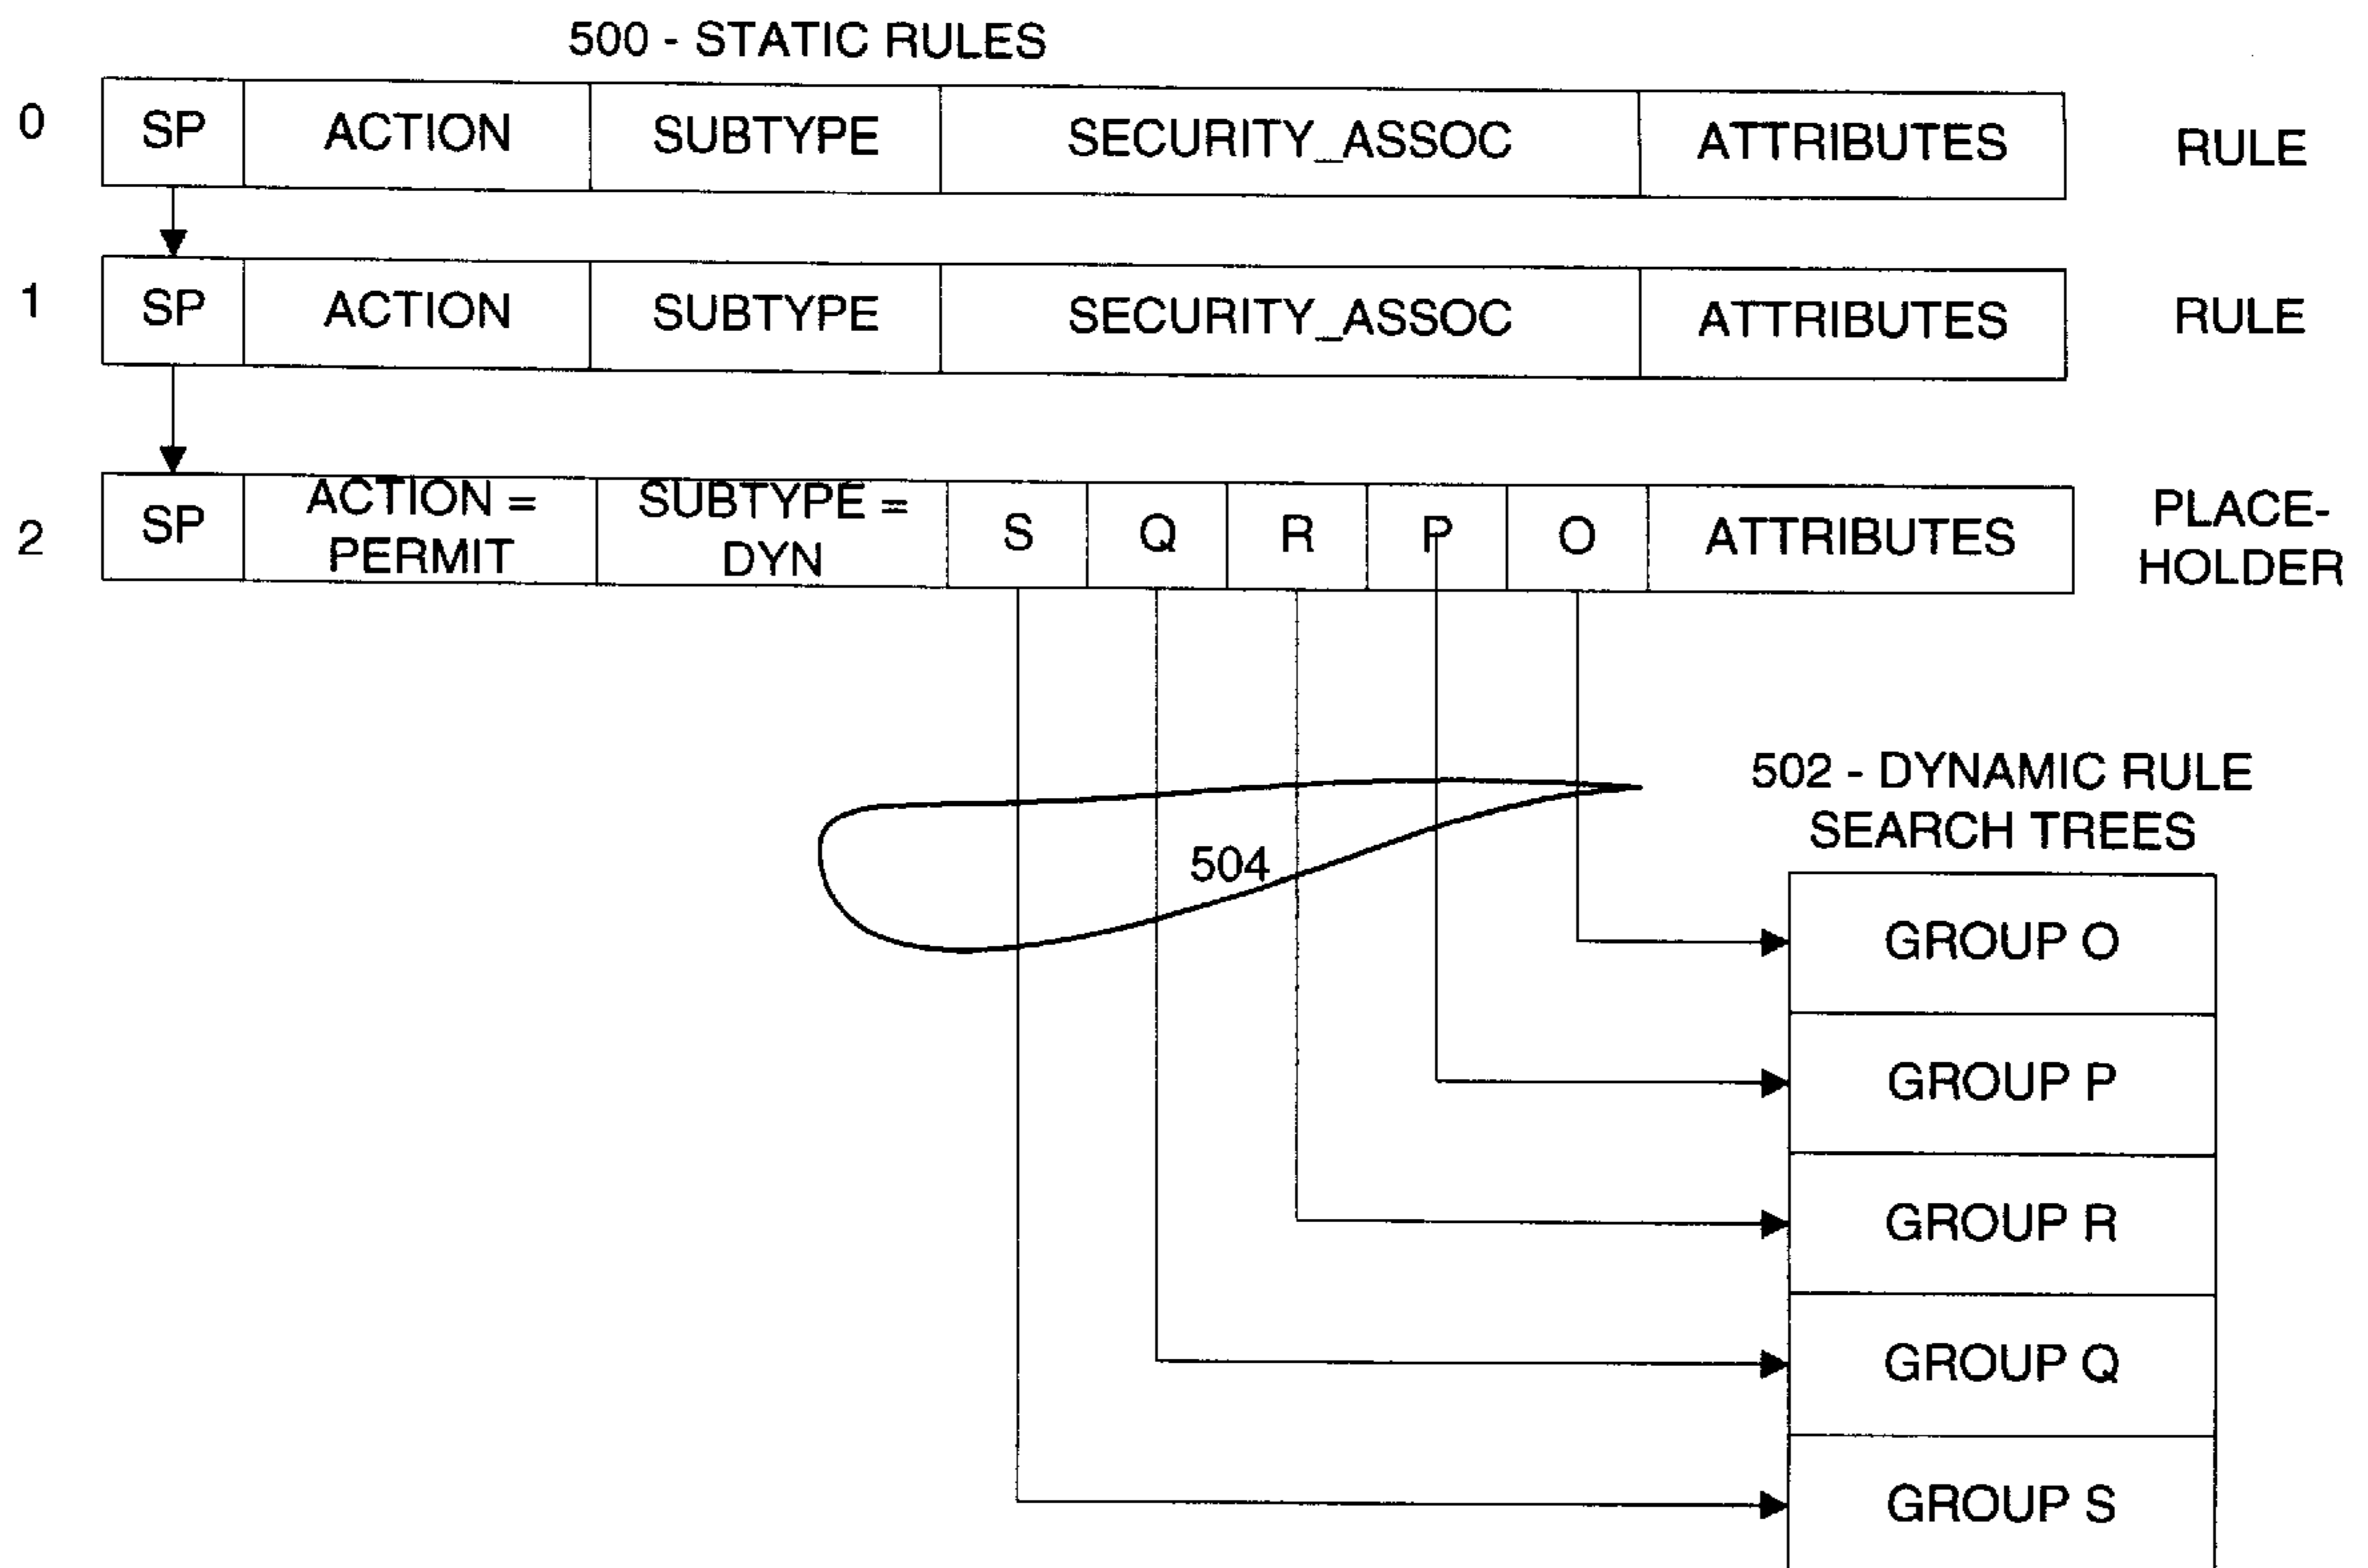 500 - STATIC RULES
0 SP ACTION SUBTYPE SECURITY_ASSOC ATTRIBUTES RULE
1 SP ACTION SUBTYPE SECURITY_ASSOC ATTRIBUTES RULE
2 SP ACTION = PERMIT SUBTYPE = DYN S Q R P O ATTRIBUTES PLACE-HOLDER
502 - DYNAMIC RULE
SEARCH TREES
504
GROUP O
GROUP P
GROUP R
GROUP Q
GROUP S